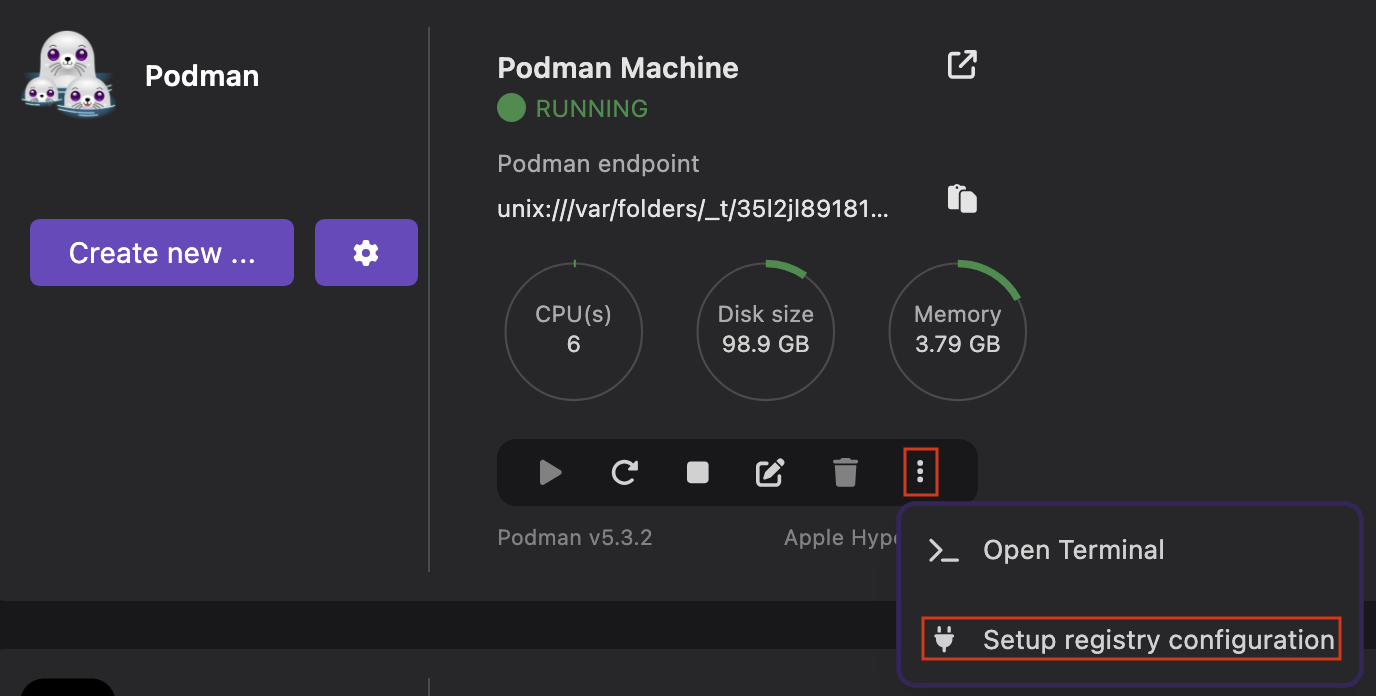 Podman
Create new ...
Podman Machine
RUNNING
Podman endpoint
unix:///var/folders/_t/35l2jl89181...
CPU(s)
6
Disk size
98.9 GB
Memory
3.79 GB
Podman v5.3.2
Apple Hype
Open Terminal
Setup registry configuration